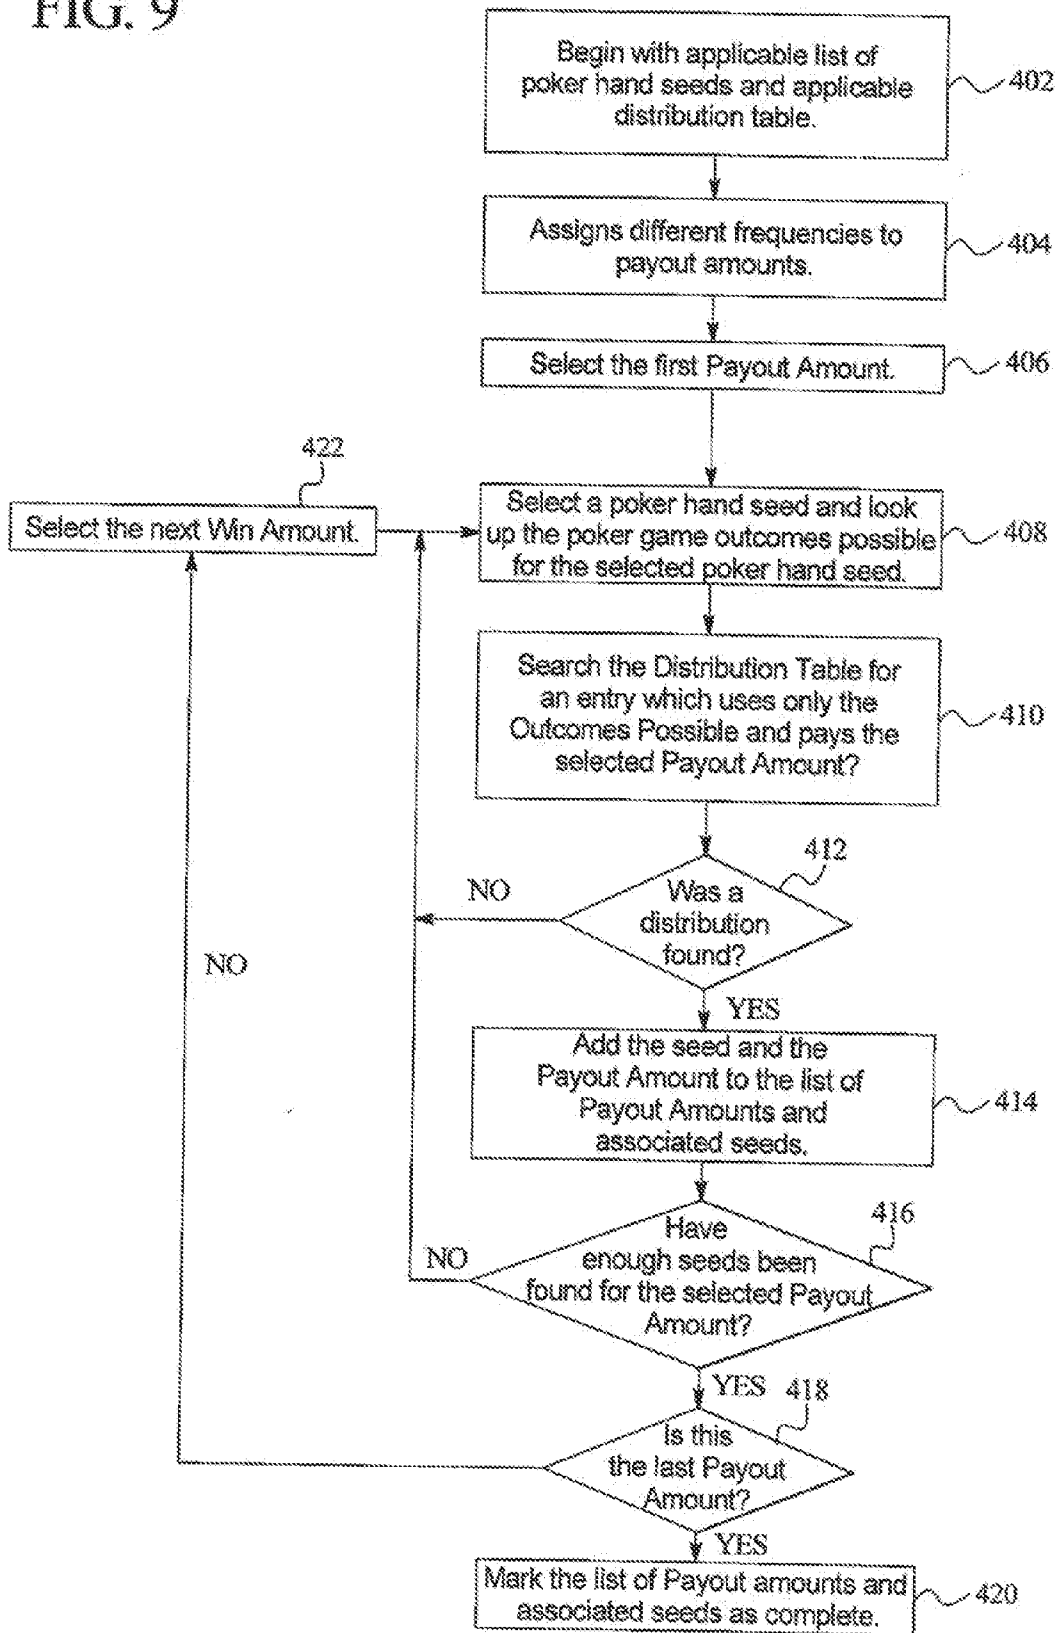 FIG. 9
Begin with applicable list of
poker hand seeds and applicable
distribution table.
402
Assigns different frequencies to
payout amounts.
404
Select the first Payout Amount.
406
422
Select the next Win Amount.
Select a poker hand seed and look
up the poker game outcomes possible
for the selected poker hand seed.
408
Search the Distribution Table for
an entry which uses only the
Outcomes Possible and pays the
selected Payout Amount?
410
412
Was a
distribution
found?
NO
NO
YES
Add the seed and the
Payout Amount to the list of
Payout Amounts and
associated seeds.
414
416
Have
enough seeds been
found for the selected Payout
Amount?
NO
YES
418
Is this
the last Payout
Amount?
YES
Mark the list of Payout amounts and
associated seeds as complete.
420